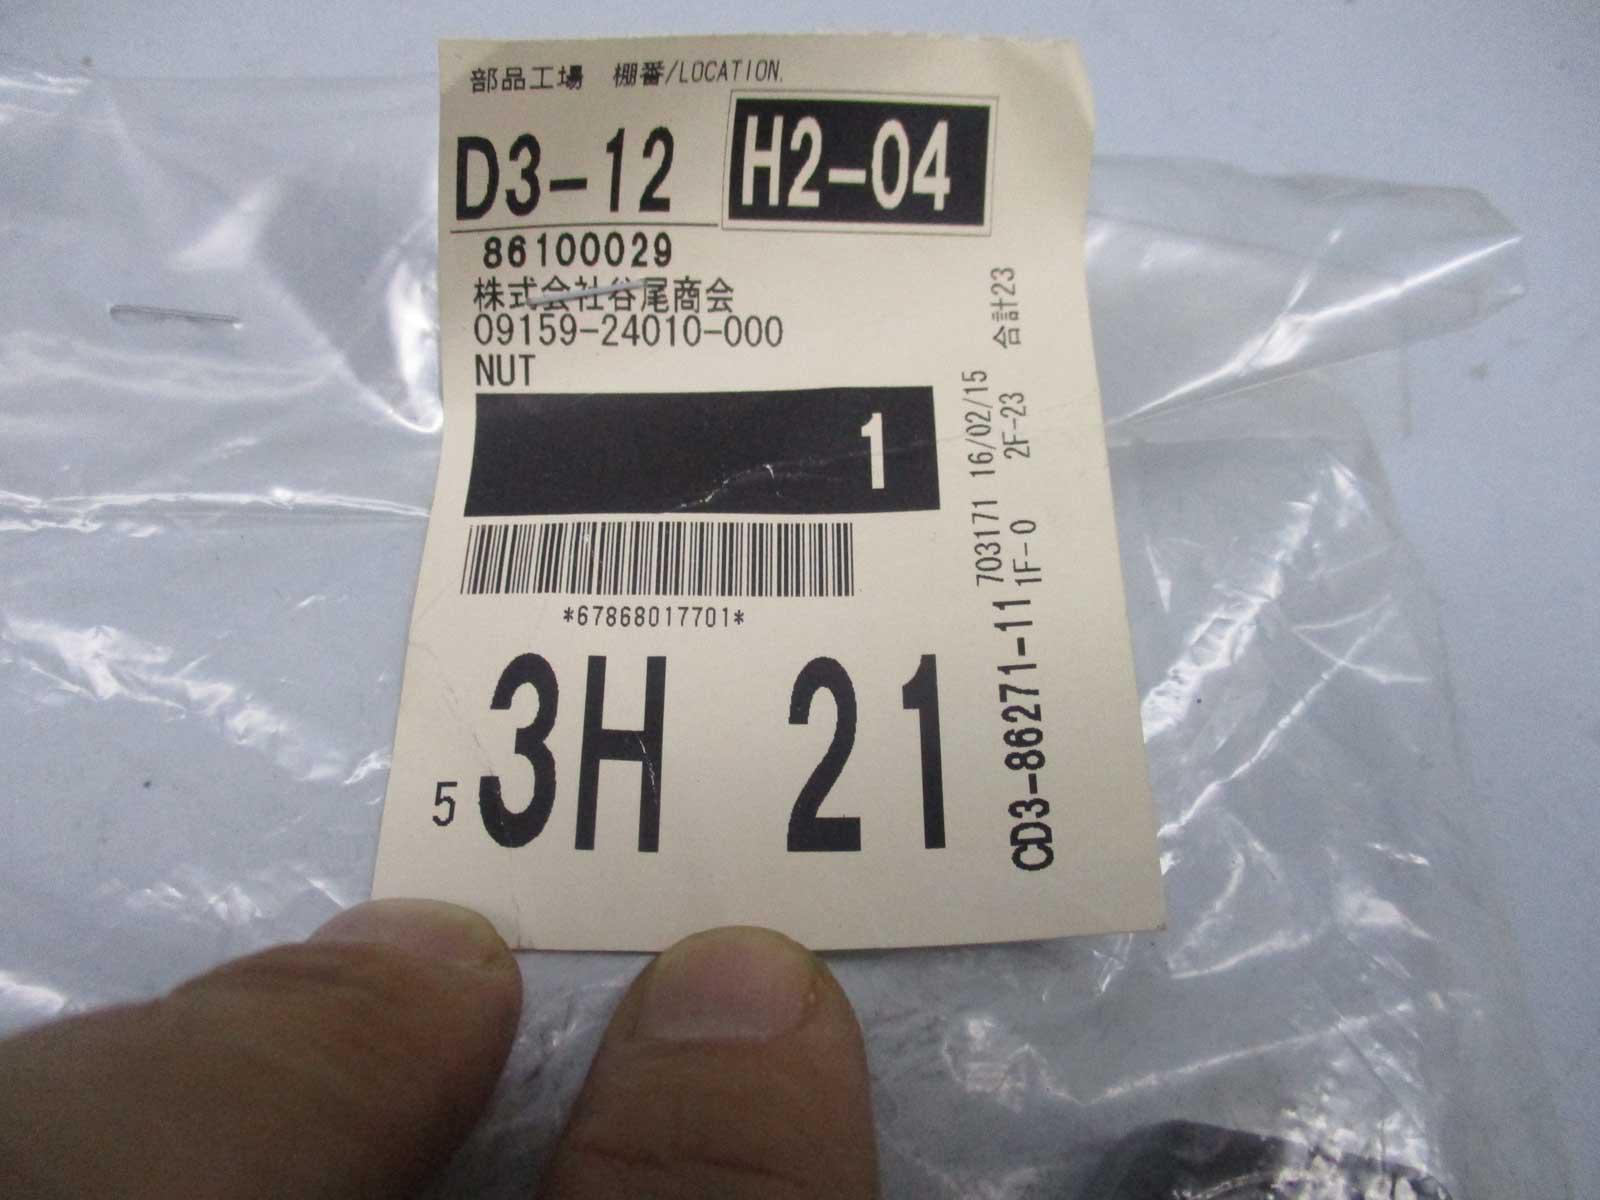 部品工場 棚番/LOCATION.
D3-12 H2-04
86100029
株式会社谷尾商会
09159-24010-000
NUT
1
*67868017701*
5 3H 21
703171 16/02/15 合計23
1F-0 2F-23
CD3-86271-11